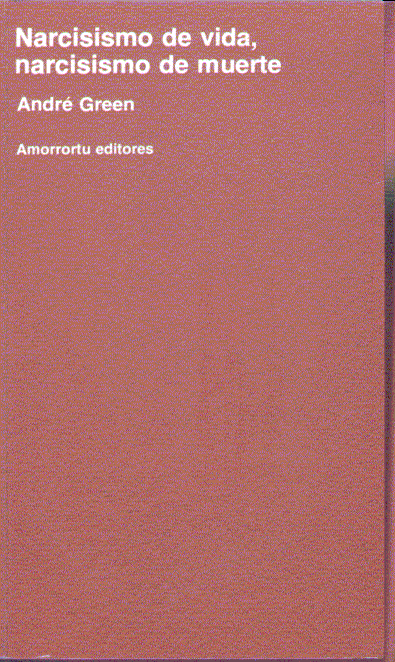 Narcisismo de vida,
narcisismo de muerte
André Green
Amorrortu editores